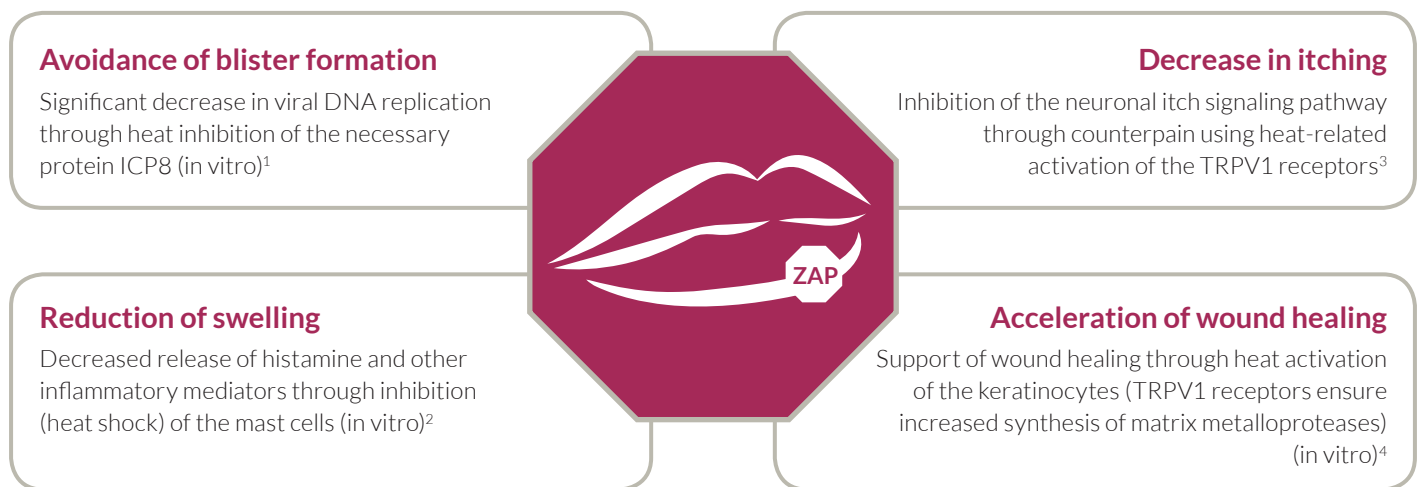 Avoidance of blister formation
Significant decrease in viral DNA replication
through heat inhibition of the necessary
protein ICP8 (in vitro)¹
Decrease in itching
Inhibition of the neuronal itch signaling pathway
through counterpain using heat-related
activation of the TRPV1 receptors³
ZAP
Reduction of swelling
Decreased release of histamine and other
inflammatory mediators through inhibition
(heat shock) of the mast cells (in vitro)²
Acceleration of wound healing
Support of wound healing through heat activation
of the keratinocytes (TRPV1 receptors ensure
increased synthesis of matrix metalloproteases)
(in vitro)⁴